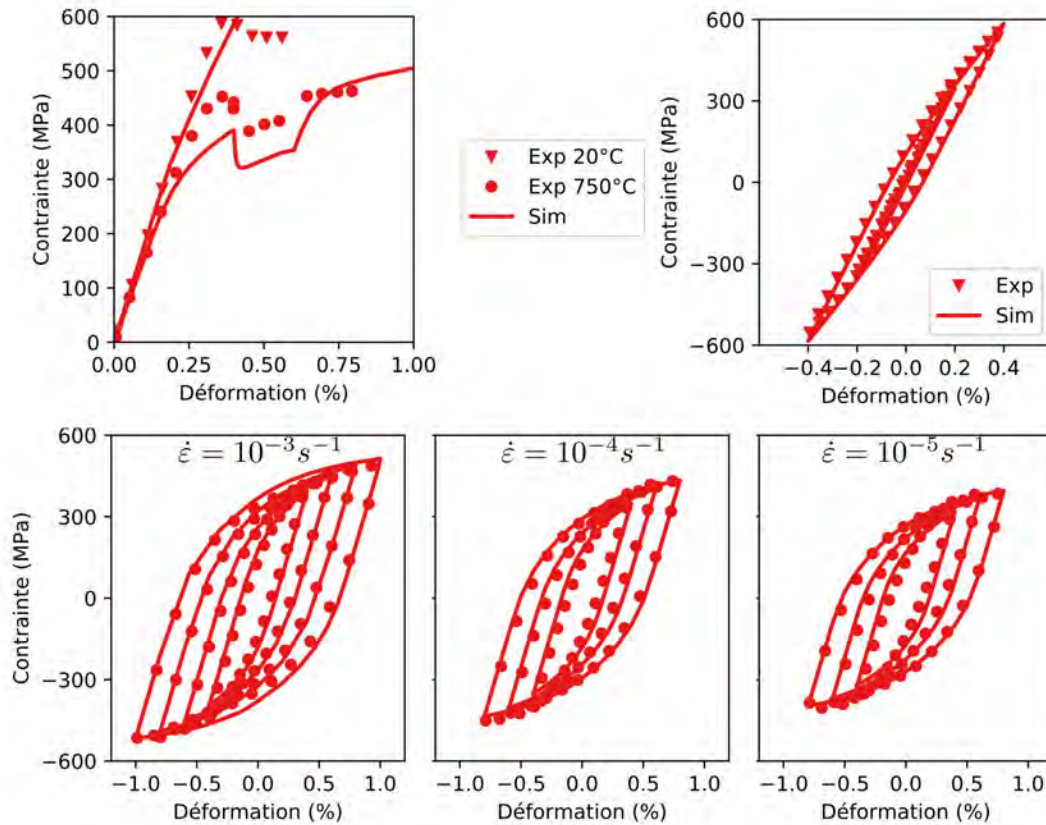 600
500
400
300
200
100
0
Contrainte (MPa)
0.00 0.25 0.50 0.75 1.00
Déformation (%)
Exp 20°C
Exp 750°C
Sim
600
300
0
−300
−600
Contrainte (MPa)
−0.4 −0.2 0.0 0.2 0.4
Déformation (%)
Exp
Sim
600
300
0
−300
−600
Contrainte (MPa)
ε̇ = 10⁻³s⁻¹
−1.0 −0.5 0.0 0.5 1.0
Déformation (%)
ε̇ = 10⁻⁴s⁻¹
−1.0 −0.5 0.0 0.5 1.0
Déformation (%)
ε̇ = 10⁻⁵s⁻¹
−1.0 −0.5 0.0 0.5 1.0
Déformation (%)